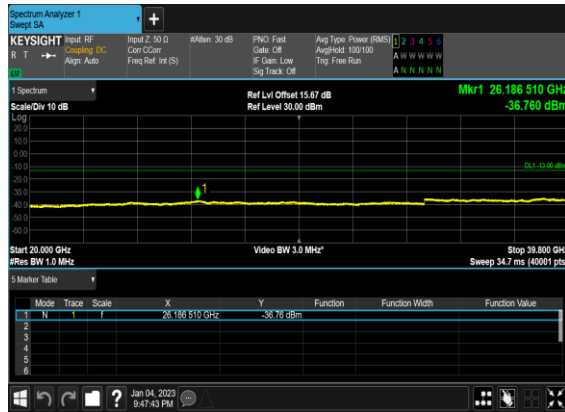 Spectrum Analyzer 1
Swept SA
+
KEYSIGHT
R T
LV
Input: RF
Coupling: DC
Align: Auto
Input Z: 50 Ω
Corr CCorr
Freq Ref: Int (S)
#Atten: 30 dB
PNO: Fast
Gate: Off
IF Gain: Low
Sig Track: Off
Avg Type: Power (RMS)
Avg|Hold: 100/100
Trig: Free Run
1 2 3 4 5 6
A W W W W W
A N N N N N
1 Spectrum
Scale/Div 10 dB
Ref Lvl Offset 15.67 dB
Ref Level 30.00 dBm
Mkr1 26.186 510 GHz
-36.760 dBm
Log
20.0
10.0
0.00
-10.0
-20.0
-30.0
-40.0
-50.0
-60.0
DL1 -13.00 dBm
1
Start 20.000 GHz
#Res BW 1.0 MHz
Video BW 3.0 MHz*
Stop 39.800 GHz
Sweep 34.7 ms (40001 pts)
5 Marker Table
Mode Trace Scale X Y Function Function Width Function Value
1 N 1 f 26.186 510 GHz -36.76 dBm
2
3
4
5
6
?
Jan 04, 2023
9:47:43 PM